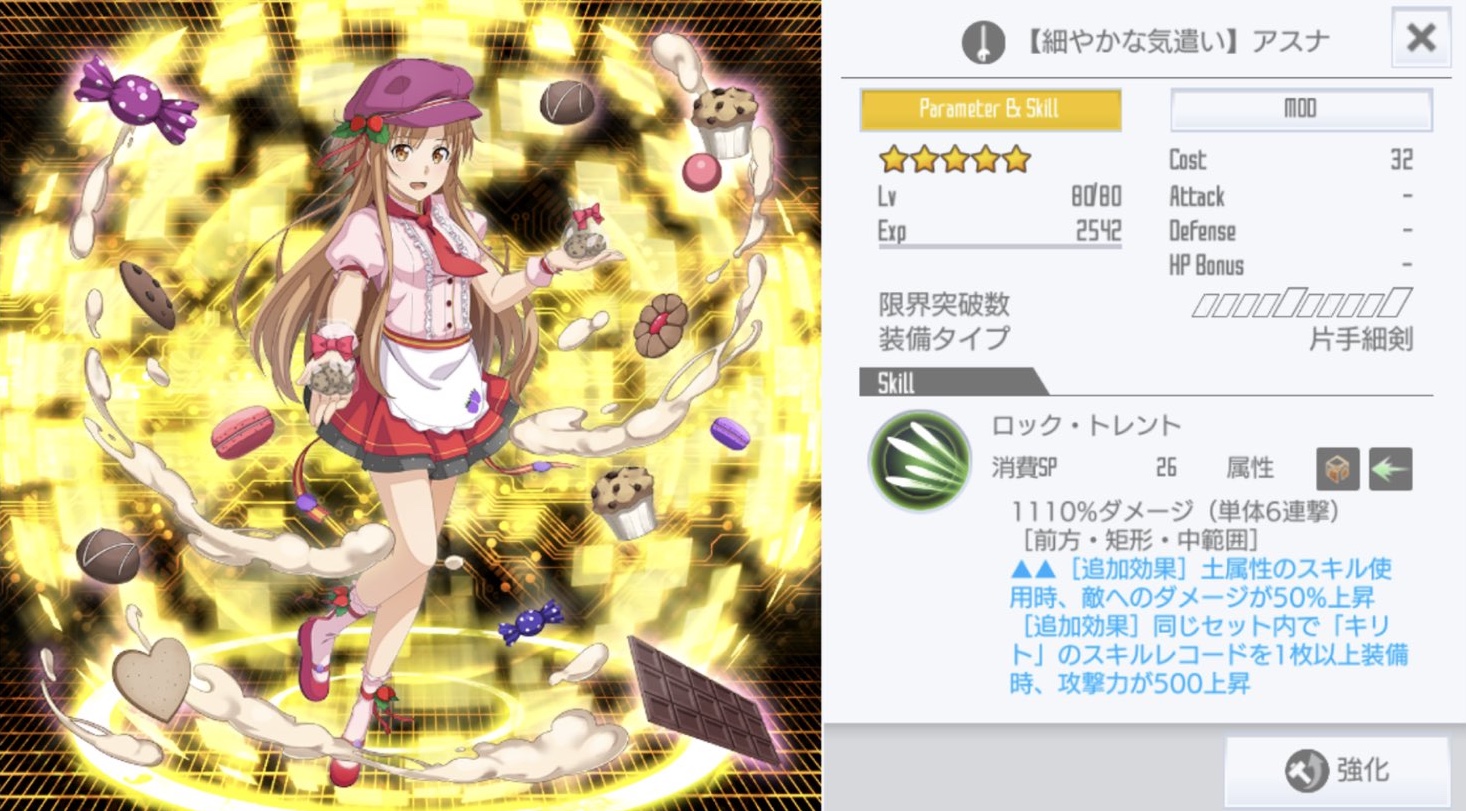 【細やかな気遣い】アスナ
Parameter & Skill
MOD
Cost 32
Lv 80/80
Attack -
Exp 2542
Defense -
HP Bonus -
限界突破数
装備タイプ 片手細剣
Skill
ロック・トレント
消費SP 26 属性
1110%ダメージ（単体6連撃）
［前方・矩形・中範囲］
▲▲［追加効果］土属性のスキル使
用時、敵へのダメージが50%上昇
［追加効果］同じセット内で「キリ
ト」のスキルレコードを1枚以上装備
時、攻撃力が500上昇
強化